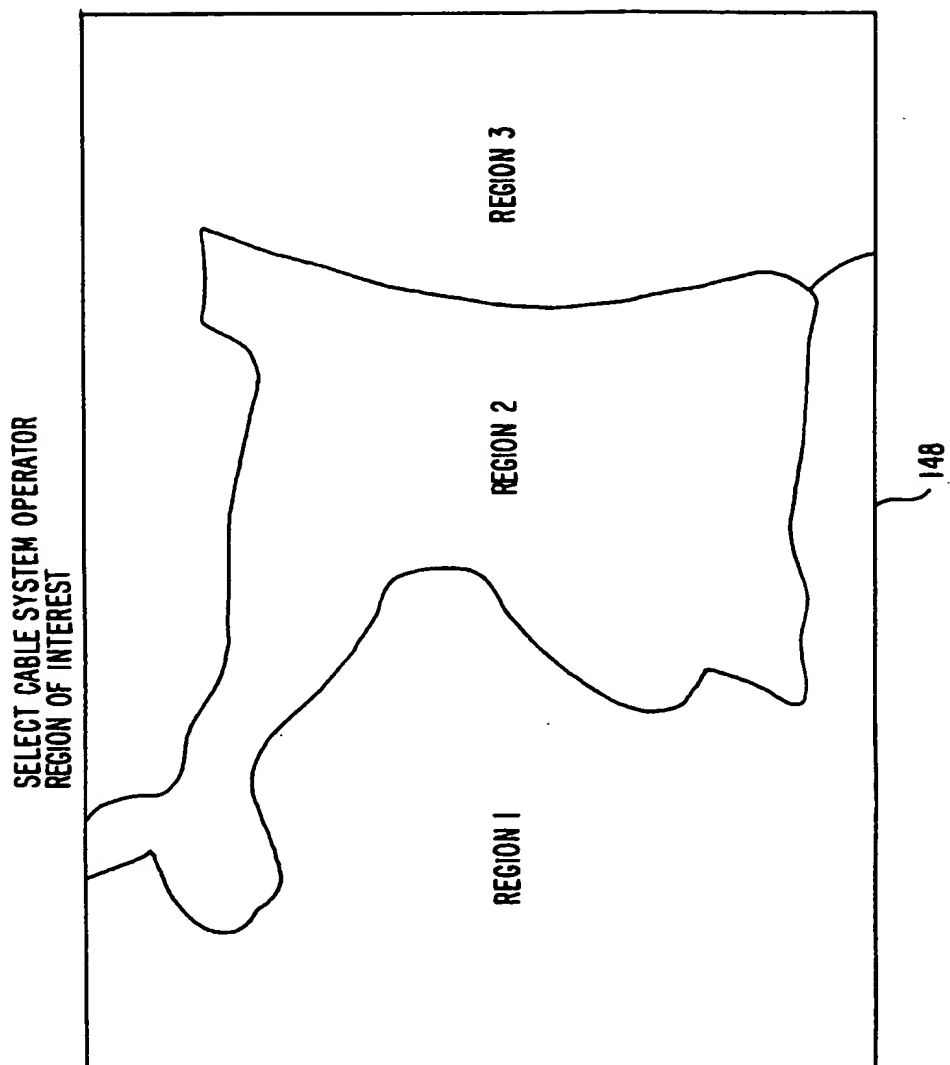 SELECT CABLE SYSTEM OPERATOR
REGION OF INTEREST
REGION 1
REGION 2
REGION 3
148